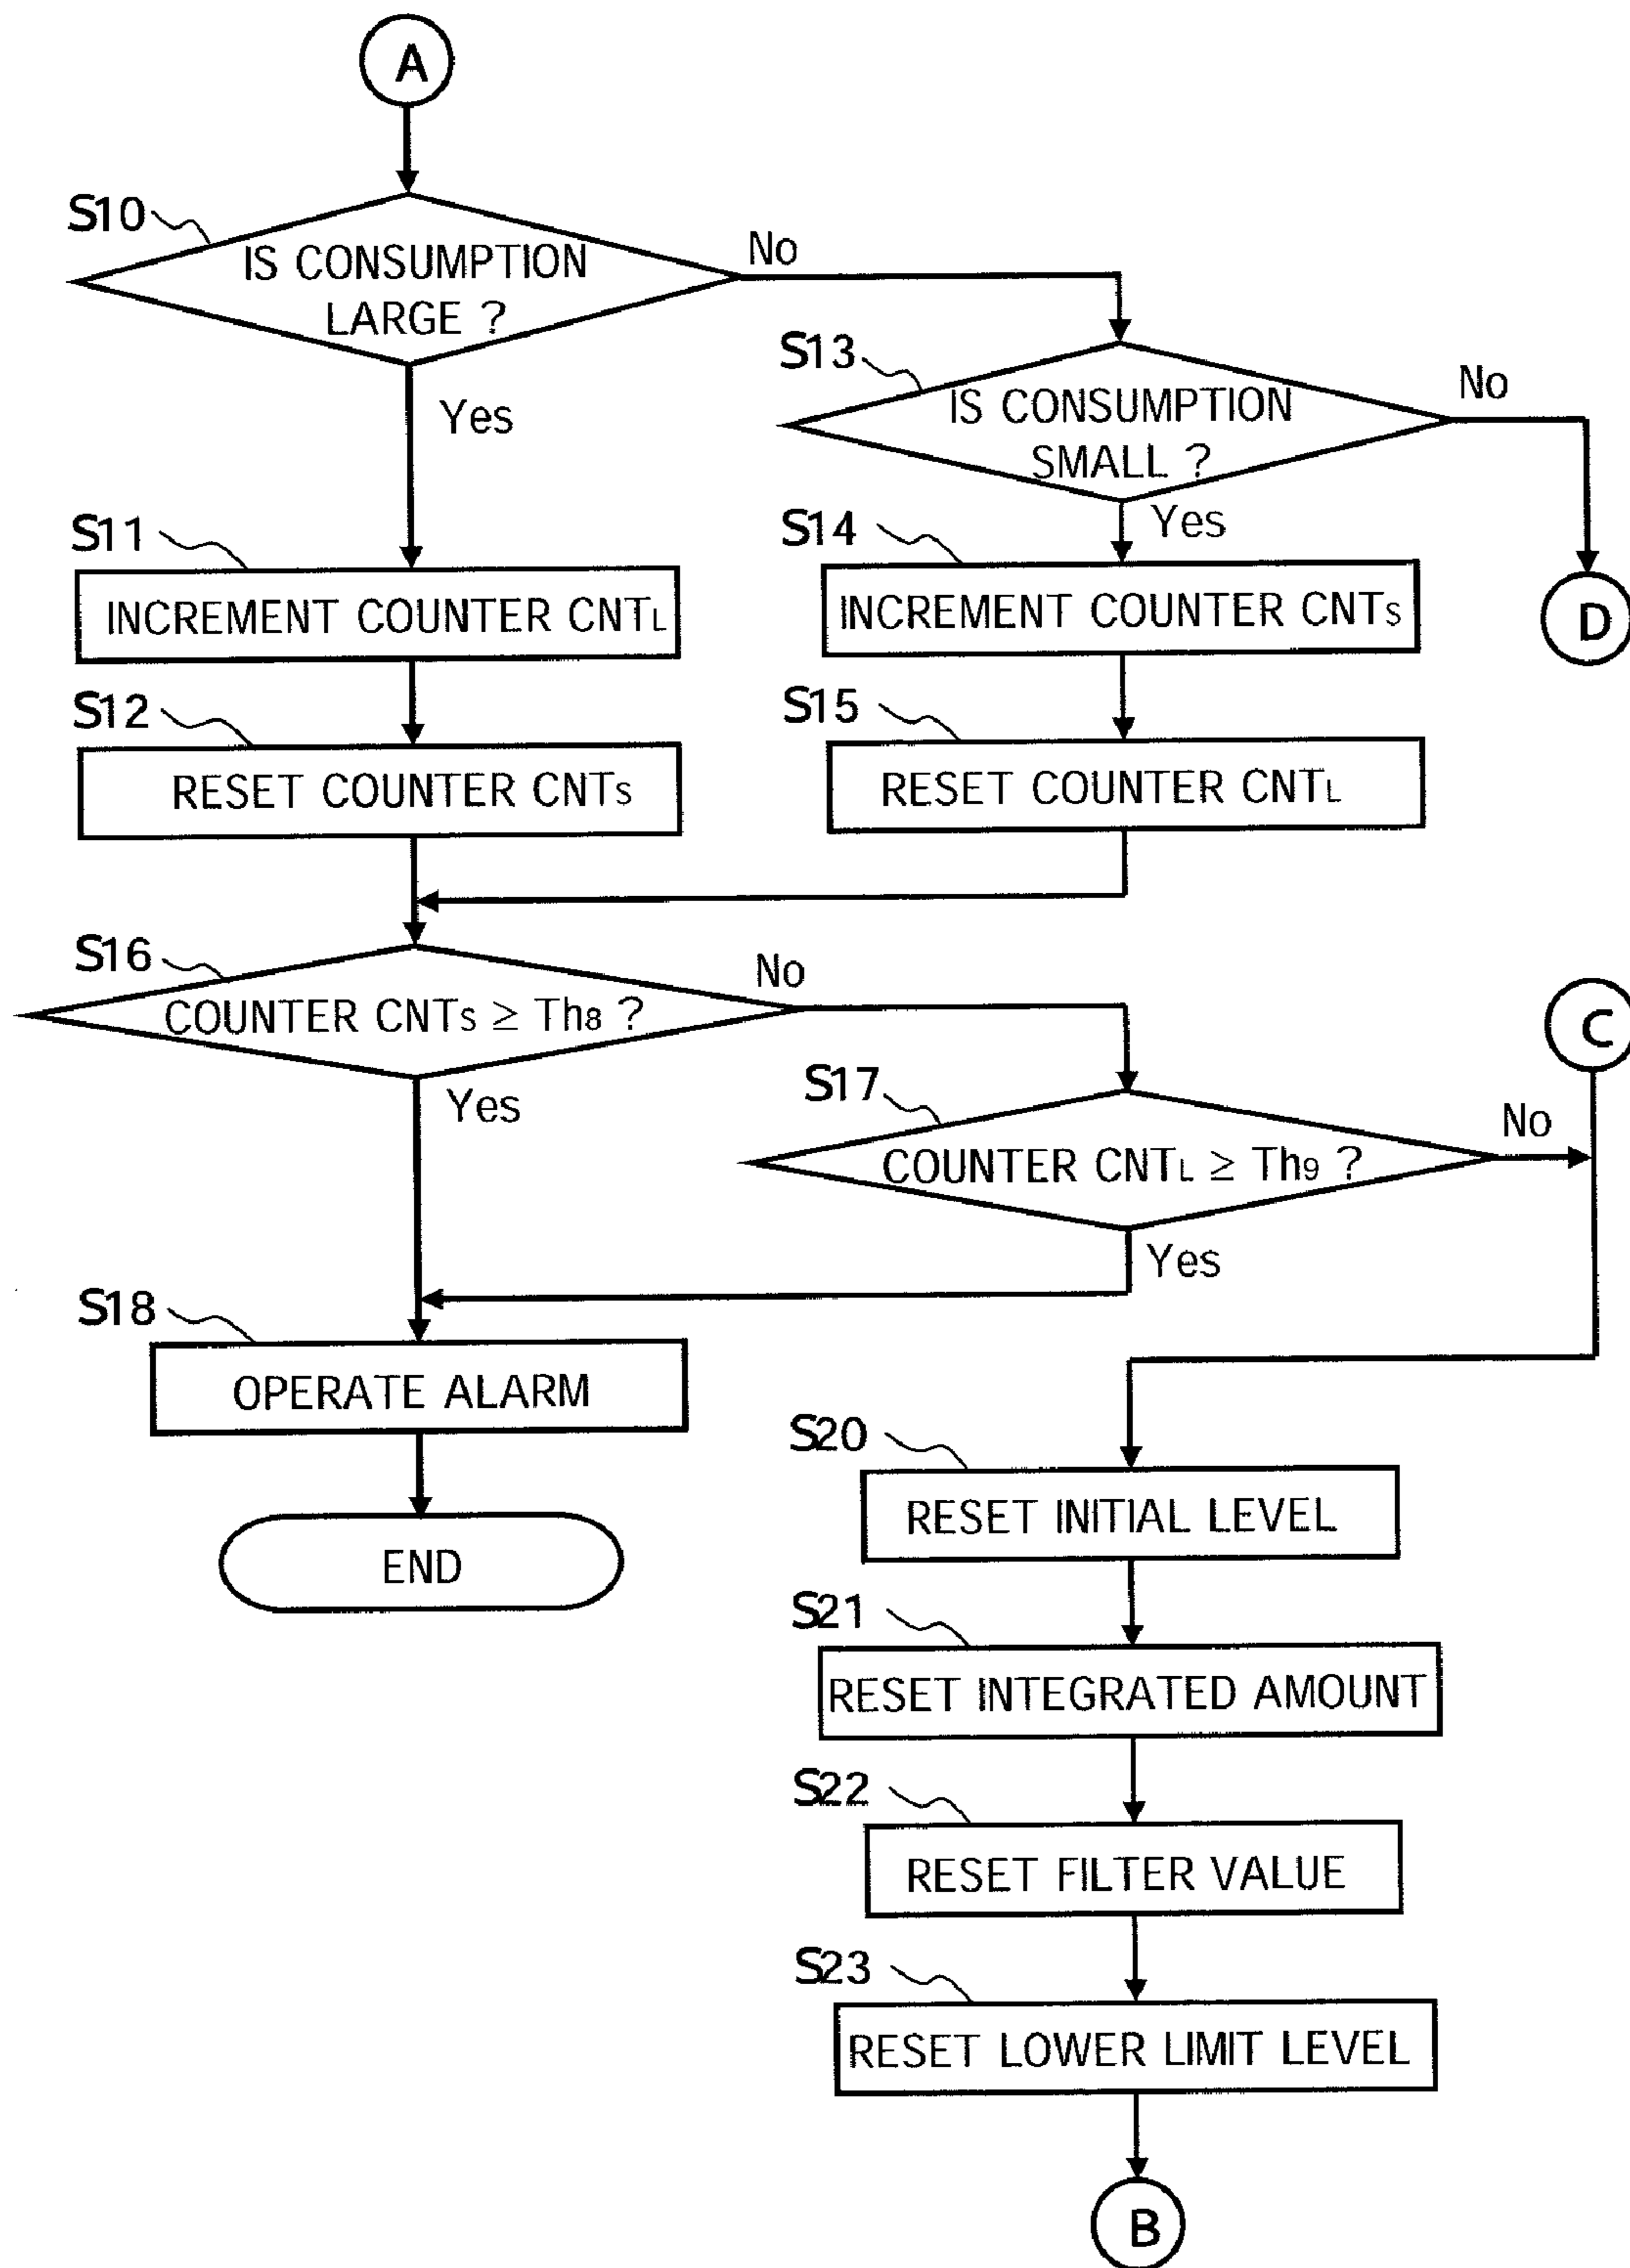 A
S10
IS CONSUMPTION
LARGE ?
No
Yes
S13
IS CONSUMPTION
SMALL ?
No
Yes
S11
INCREMENT COUNTER CNTL
S14
INCREMENT COUNTER CNTS
D
S12
RESET COUNTER CNTS
S15
RESET COUNTER CNTL
S16
COUNTER CNTS ≥ Th8 ?
No
Yes
C
S17
COUNTER CNTL ≥ Th9 ?
No
Yes
S18
OPERATE ALARM
END
S20
RESET INITIAL LEVEL
S21
RESET INTEGRATED AMOUNT
S22
RESET FILTER VALUE
S23
RESET LOWER LIMIT LEVEL
B